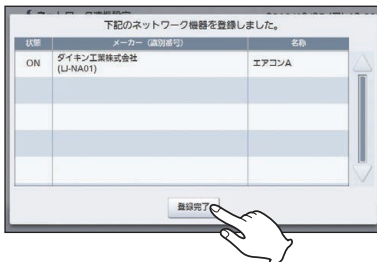 下記のネットワーク機器を登録しました。
状態 メーカー（識別番号） 名称
ON ダイキン工業株式会社 エアコンA
(LJ-NA01)
登録完了